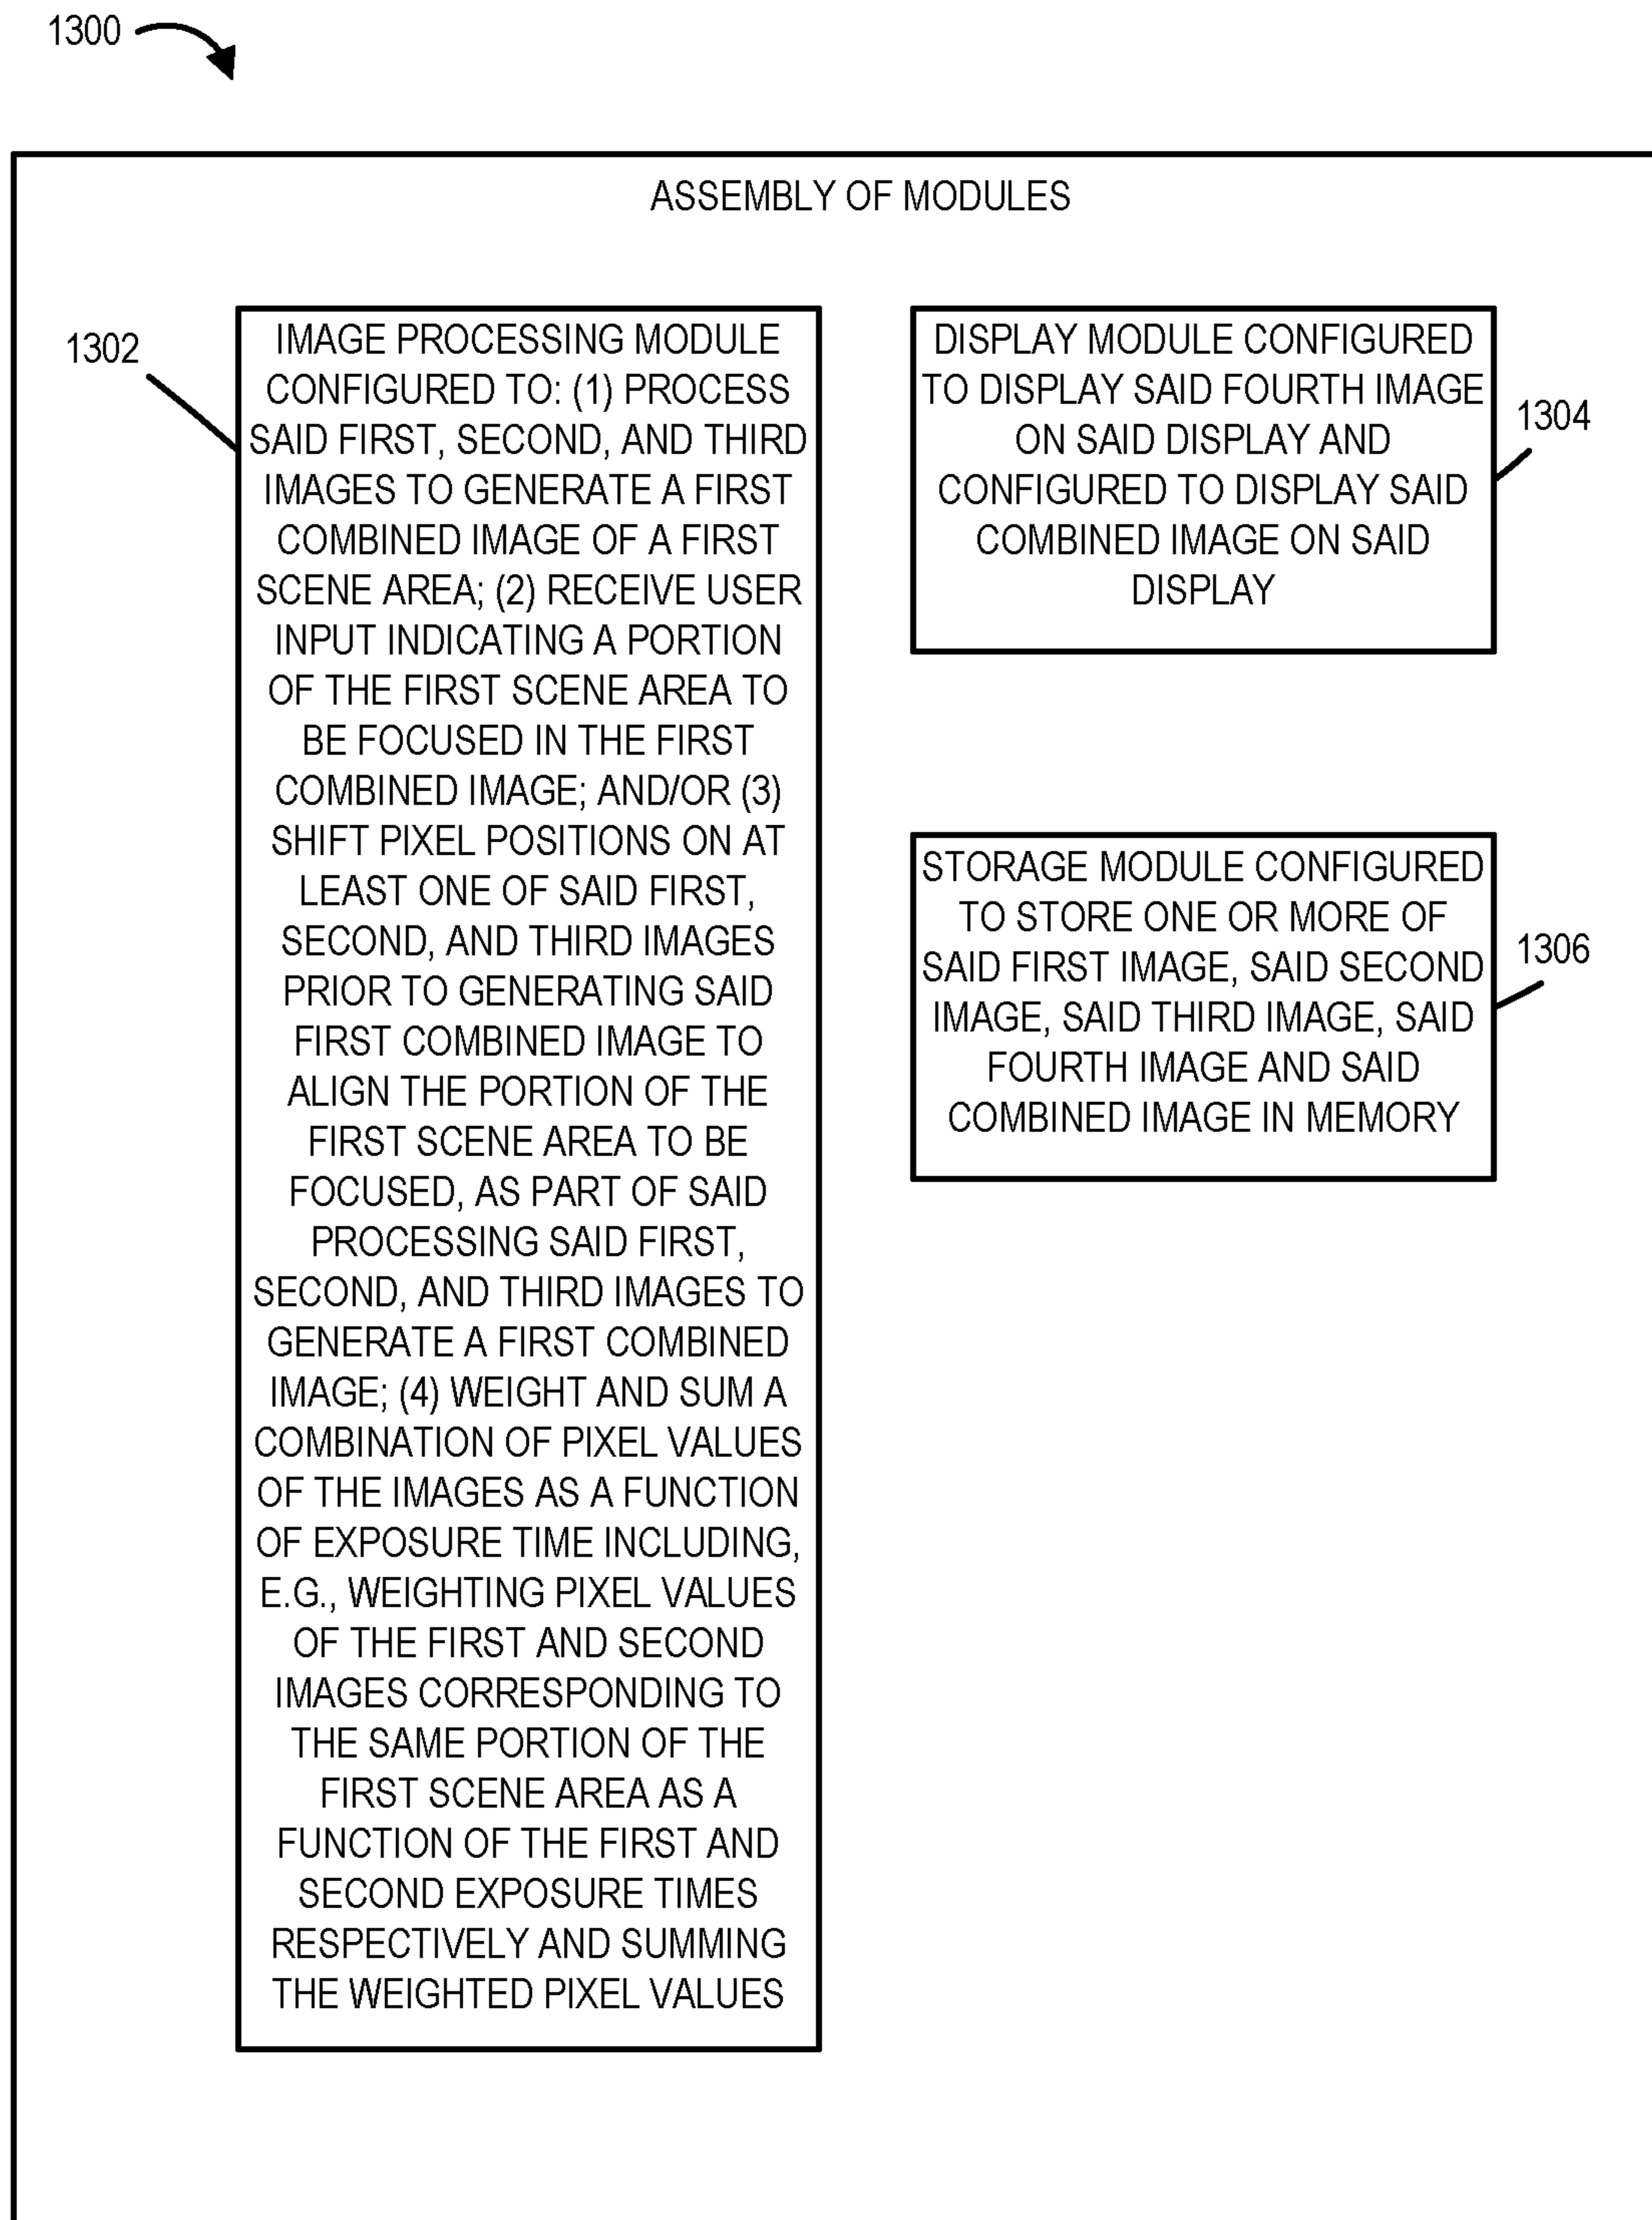 1300
ASSEMBLY OF MODULES
1302
IMAGE PROCESSING MODULE
CONFIGURED TO: (1) PROCESS
SAID FIRST, SECOND, AND THIRD
IMAGES TO GENERATE A FIRST
COMBINED IMAGE OF A FIRST
SCENE AREA; (2) RECEIVE USER
INPUT INDICATING A PORTION
OF THE FIRST SCENE AREA TO
BE FOCUSED IN THE FIRST
COMBINED IMAGE; AND/OR (3)
SHIFT PIXEL POSITIONS ON AT
LEAST ONE OF SAID FIRST,
SECOND, AND THIRD IMAGES
PRIOR TO GENERATING SAID
FIRST COMBINED IMAGE TO
ALIGN THE PORTION OF THE
FIRST SCENE AREA TO BE
FOCUSED, AS PART OF SAID
PROCESSING SAID FIRST,
SECOND, AND THIRD IMAGES TO
GENERATE A FIRST COMBINED
IMAGE; (4) WEIGHT AND SUM A
COMBINATION OF PIXEL VALUES
OF THE IMAGES AS A FUNCTION
OF EXPOSURE TIME INCLUDING,
E.G., WEIGHTING PIXEL VALUES
OF THE FIRST AND SECOND
IMAGES CORRESPONDING TO
THE SAME PORTION OF THE
FIRST SCENE AREA AS A
FUNCTION OF THE FIRST AND
SECOND EXPOSURE TIMES
RESPECTIVELY AND SUMMING
THE WEIGHTED PIXEL VALUES
DISPLAY MODULE CONFIGURED
TO DISPLAY SAID FOURTH IMAGE
ON SAID DISPLAY AND
CONFIGURED TO DISPLAY SAID
COMBINED IMAGE ON SAID
DISPLAY
1304
STORAGE MODULE CONFIGURED
TO STORE ONE OR MORE OF
SAID FIRST IMAGE, SAID SECOND
IMAGE, SAID THIRD IMAGE, SAID
FOURTH IMAGE AND SAID
COMBINED IMAGE IN MEMORY
1306